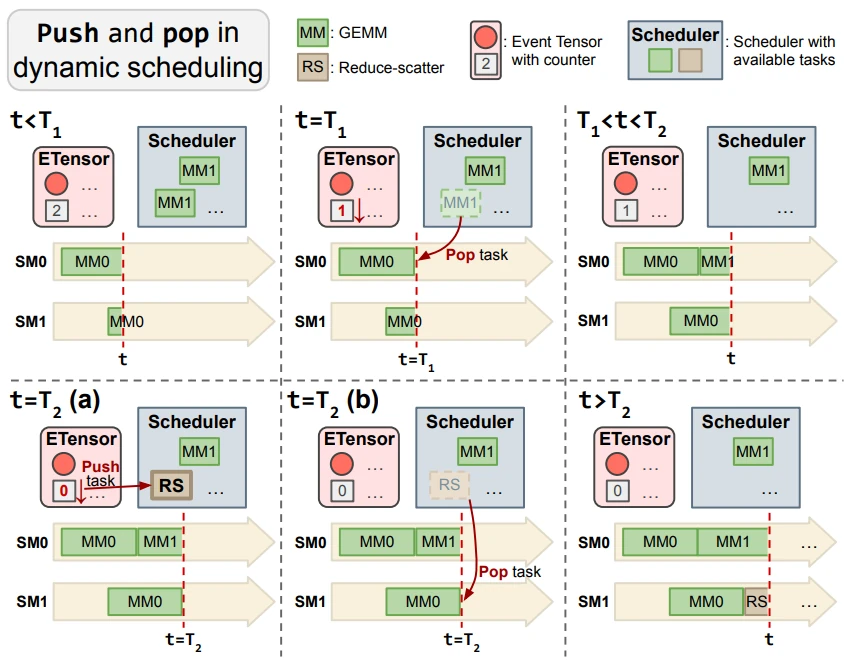 Push and pop in
dynamic scheduling
MM : GEMM
RS : Reduce-scatter
2 : Event Tensor
with counter
Scheduler : Scheduler with
available tasks
t<T1
ETensor
...
2 ...
Scheduler
MM1
MM1 ...
SM0 MM0
SM1 MM0
t
t=T1
ETensor
...
1 ...
Scheduler
MM1
MM1 ...
Pop task
SM0 MM0
SM1 MM0
t=T1
T1<t<T2
ETensor
...
1 ...
Scheduler
MM1
...
SM0 MM0 MM1
SM1 MM0
t
t=T2 (a)
ETensor
...
0 ...
Push
task
Scheduler
MM1
RS ...
SM0 MM0 MM1
SM1 MM0
t=T2
t=T2 (b)
ETensor
...
0 ...
Scheduler
MM1
RS ...
SM0 MM0 MM1
Pop task
SM1 MM0
t=T2
t>T2
ETensor
...
0 ...
Scheduler
MM1
...
SM0 MM0 MM1 ...
SM1 MM0 RS ...
t